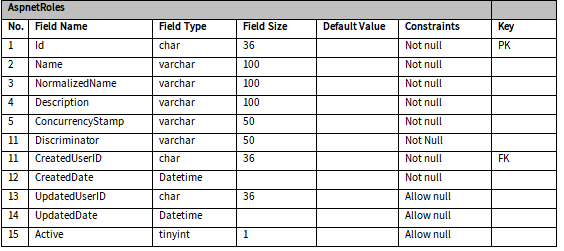 AspnetRoles
No. Field Name Field Type Field Size Default Value Constraints Key
1 Id char 36 Not null PK
2 Name varchar 100 Not null
3 NormalizedName varchar 100 Not null
4 Description varchar 100 Not null
5 ConcurrencyStamp varchar 50 Not null
11 Discriminator varchar 50 Not Null
11 CreatedUserID char 36 Not null FK
12 CreatedDate Datetime Not null
13 UpdatedUserID char 36 Allow null
14 UpdatedDate Datetime Allow null
15 Active tinyint 1 Allow null